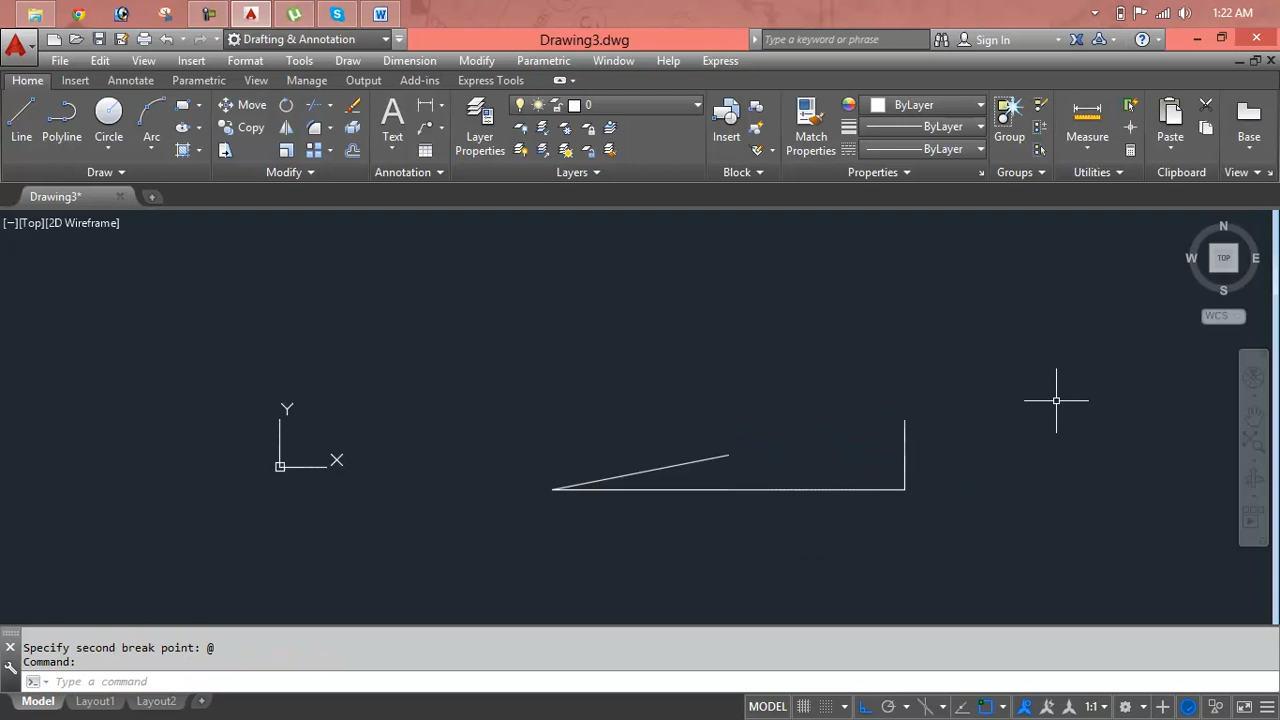 1:22 AM
Drafting & Annotation
Drawing3.dwg
Type a keyword or phrase
Sign In
File Edit View Insert Format Tools Draw Dimension Modify Parametric Window Help Express
Home Insert Annotate Parametric View Manage Output Add-ins Express Tools
Move
0
ByLayer
Copy
ByLayer
Line Polyline Circle Arc Text Layer Properties Insert Match Properties Group Measure Paste Base
ByLayer
Draw Modify Annotation Layers Block Properties Groups Utilities Clipboard View
Drawing3*
[−][Top][2D Wireframe]
N
W TOP E
S
WCS
Y
X
Specify second break point: @
Command:
Type a command
Model Layout1 Layout2
MODEL 1:1